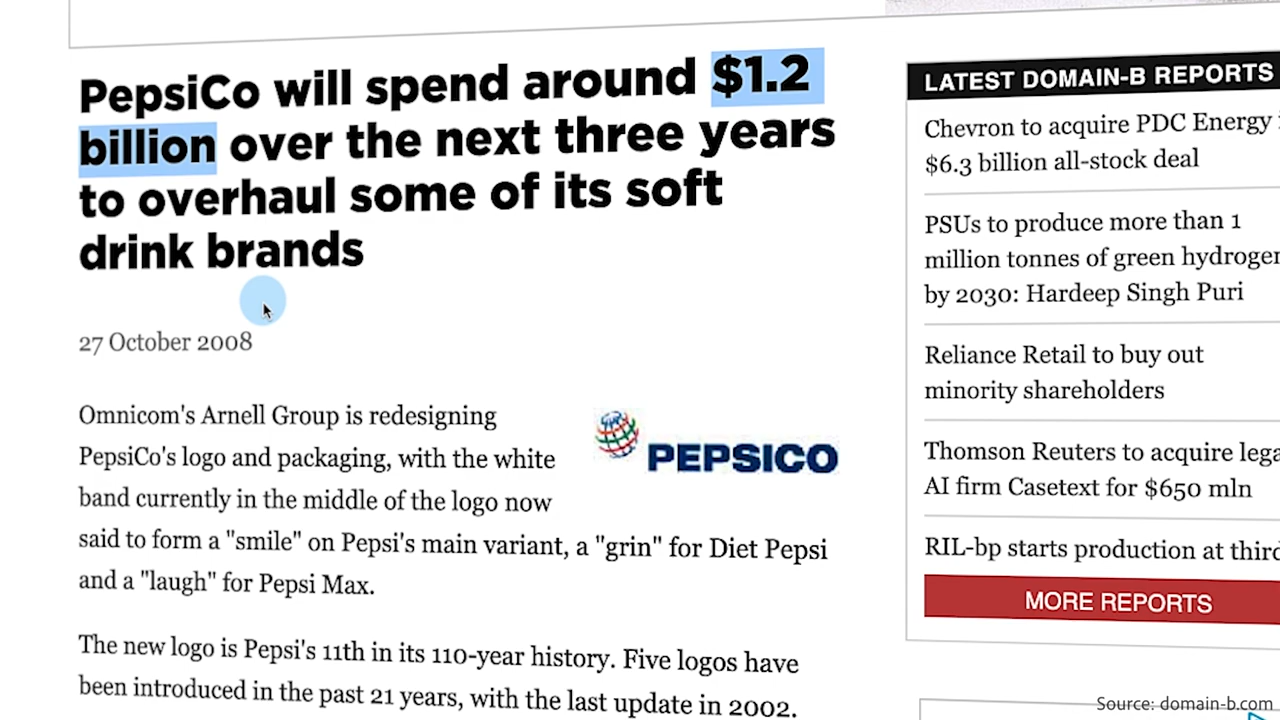 PepsiCo will spend around $1.2
billion over the next three years
to overhaul some of its soft
drink brands
27 October 2008
Omnicom's Arnell Group is redesigning
PepsiCo's logo and packaging, with the white
band currently in the middle of the logo now
said to form a "smile" on Pepsi's main variant, a "grin" for Diet Pepsi
and a "laugh" for Pepsi Max.
PEPSICO
The new logo is Pepsi's 11th in its 110-year history. Five logos have
been introduced in the past 21 years, with the last update in 2002.
LATEST DOMAIN-B REPORTS
Chevron to acquire PDC Energy
$6.3 billion all-stock deal
PSUs to produce more than 1
million tonnes of green hydrogen
by 2030: Hardeep Singh Puri
Reliance Retail to buy out
minority shareholders
Thomson Reuters to acquire lega
AI firm Casetext for $650 mln
RIL-bp starts production at third
MORE REPORTS
Source: domain-b.com